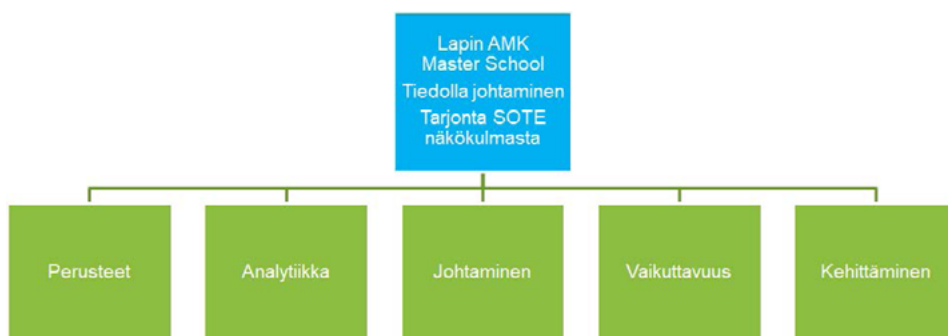 Lapin AMK
Master School
Tiedolla johtaminen
Tarjonta SOTE
näkökulmasta
Perusteet
Analytiikka
Johtaminen
Vaikuttavuus
Kehittäminen